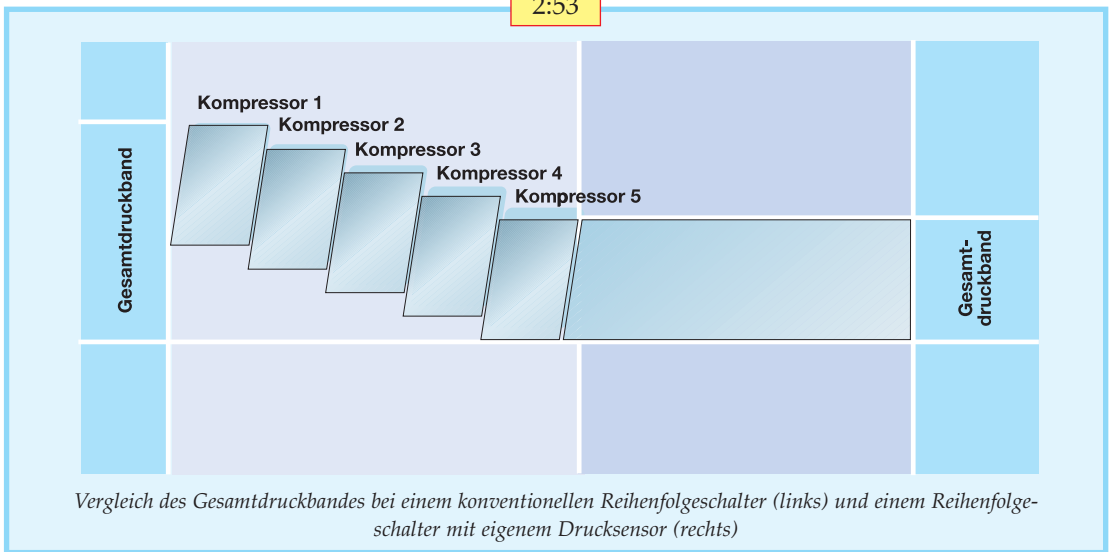 2:53
Kompressor 1
Kompressor 2
Kompressor 3
Kompressor 4
Kompressor 5
Gesamtdruckband
Gesamt-
druckband
Vergleich des Gesamtdruckbandes bei einem konventionellen Reihenfolgeschalter (links) und einem Reihenfolge-
schalter mit eigenem Drucksensor (rechts)